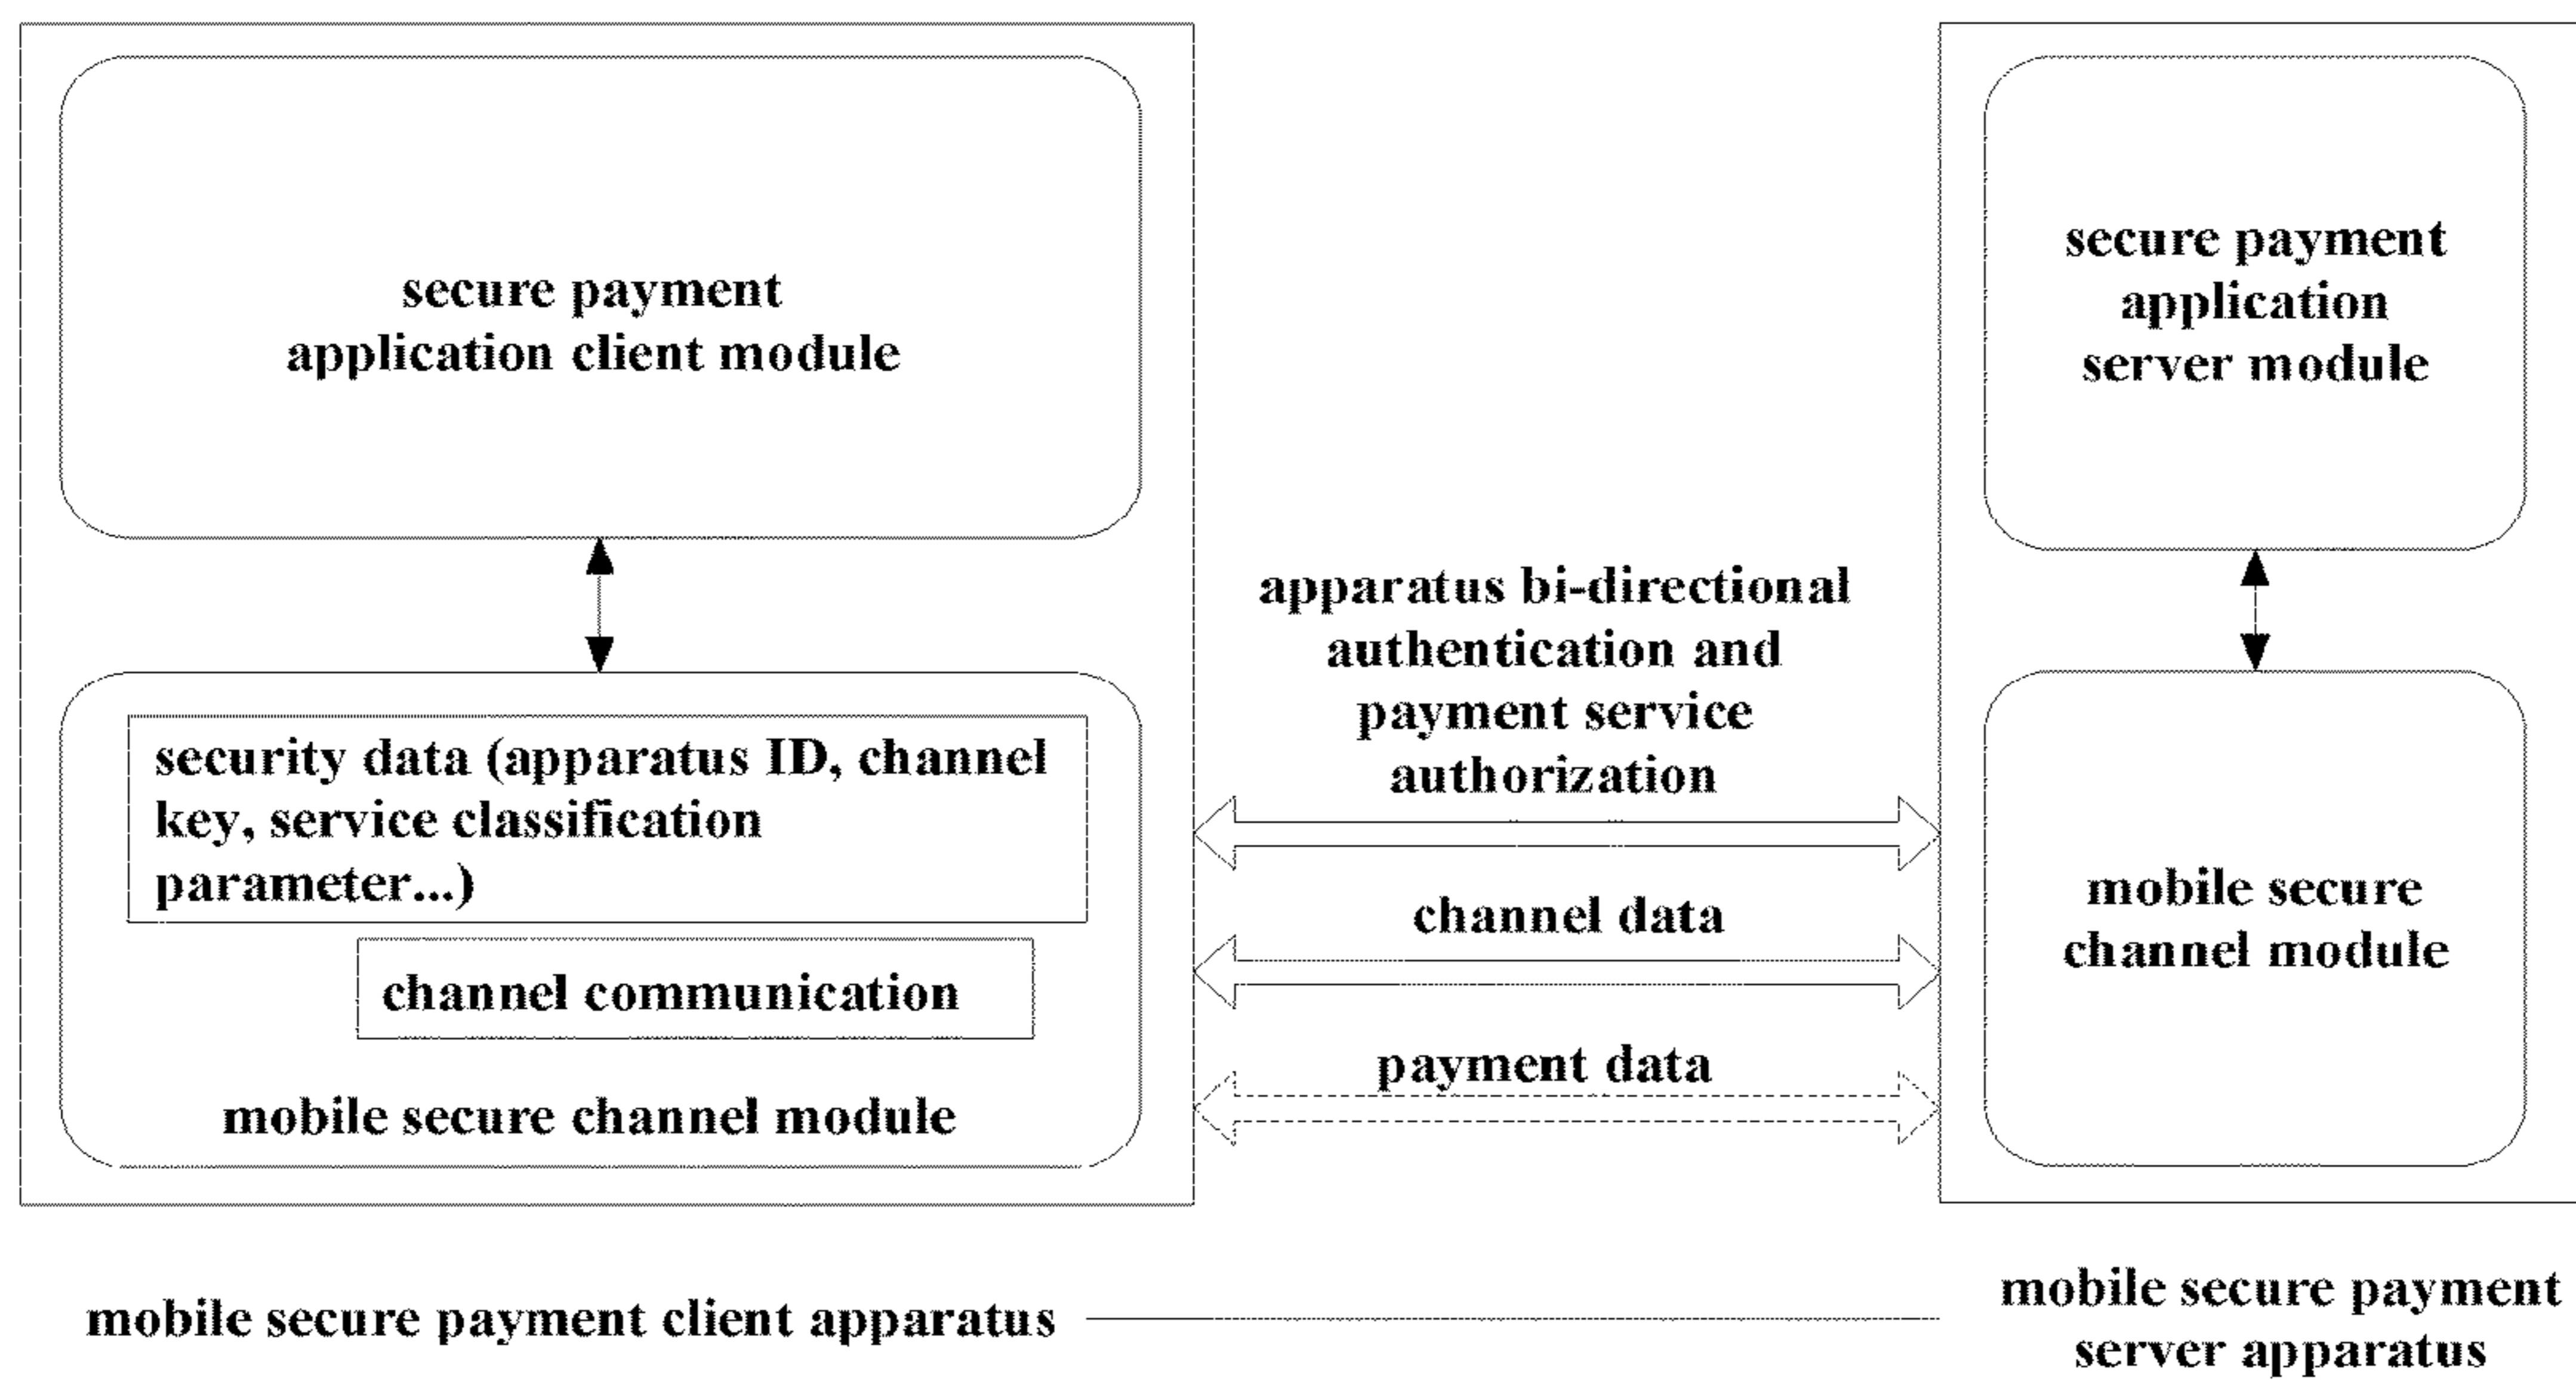 secure payment
application client module
security data (apparatus ID, channel
key, service classification
parameter...)
channel communication
mobile secure channel module
apparatus bi-directional
authentication and
payment service
authorization
channel data
payment data
secure payment
application
server module
mobile secure
channel module
mobile secure payment client apparatus
mobile secure payment
server apparatus